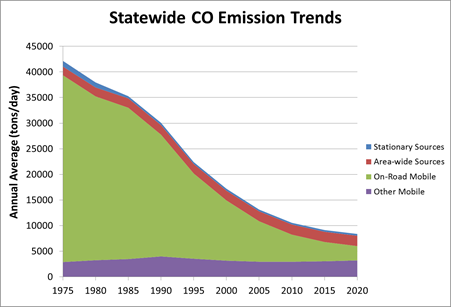 Statewide CO Emission Trends
Annual Average (tons/day)
45000
40000
35000
30000
25000
20000
15000
10000
5000
0
1975 1980 1985 1990 1995 2000 2005 2010 2015 2020
Stationary Sources
Area-wide Sources
On-Road Mobile
Other Mobile